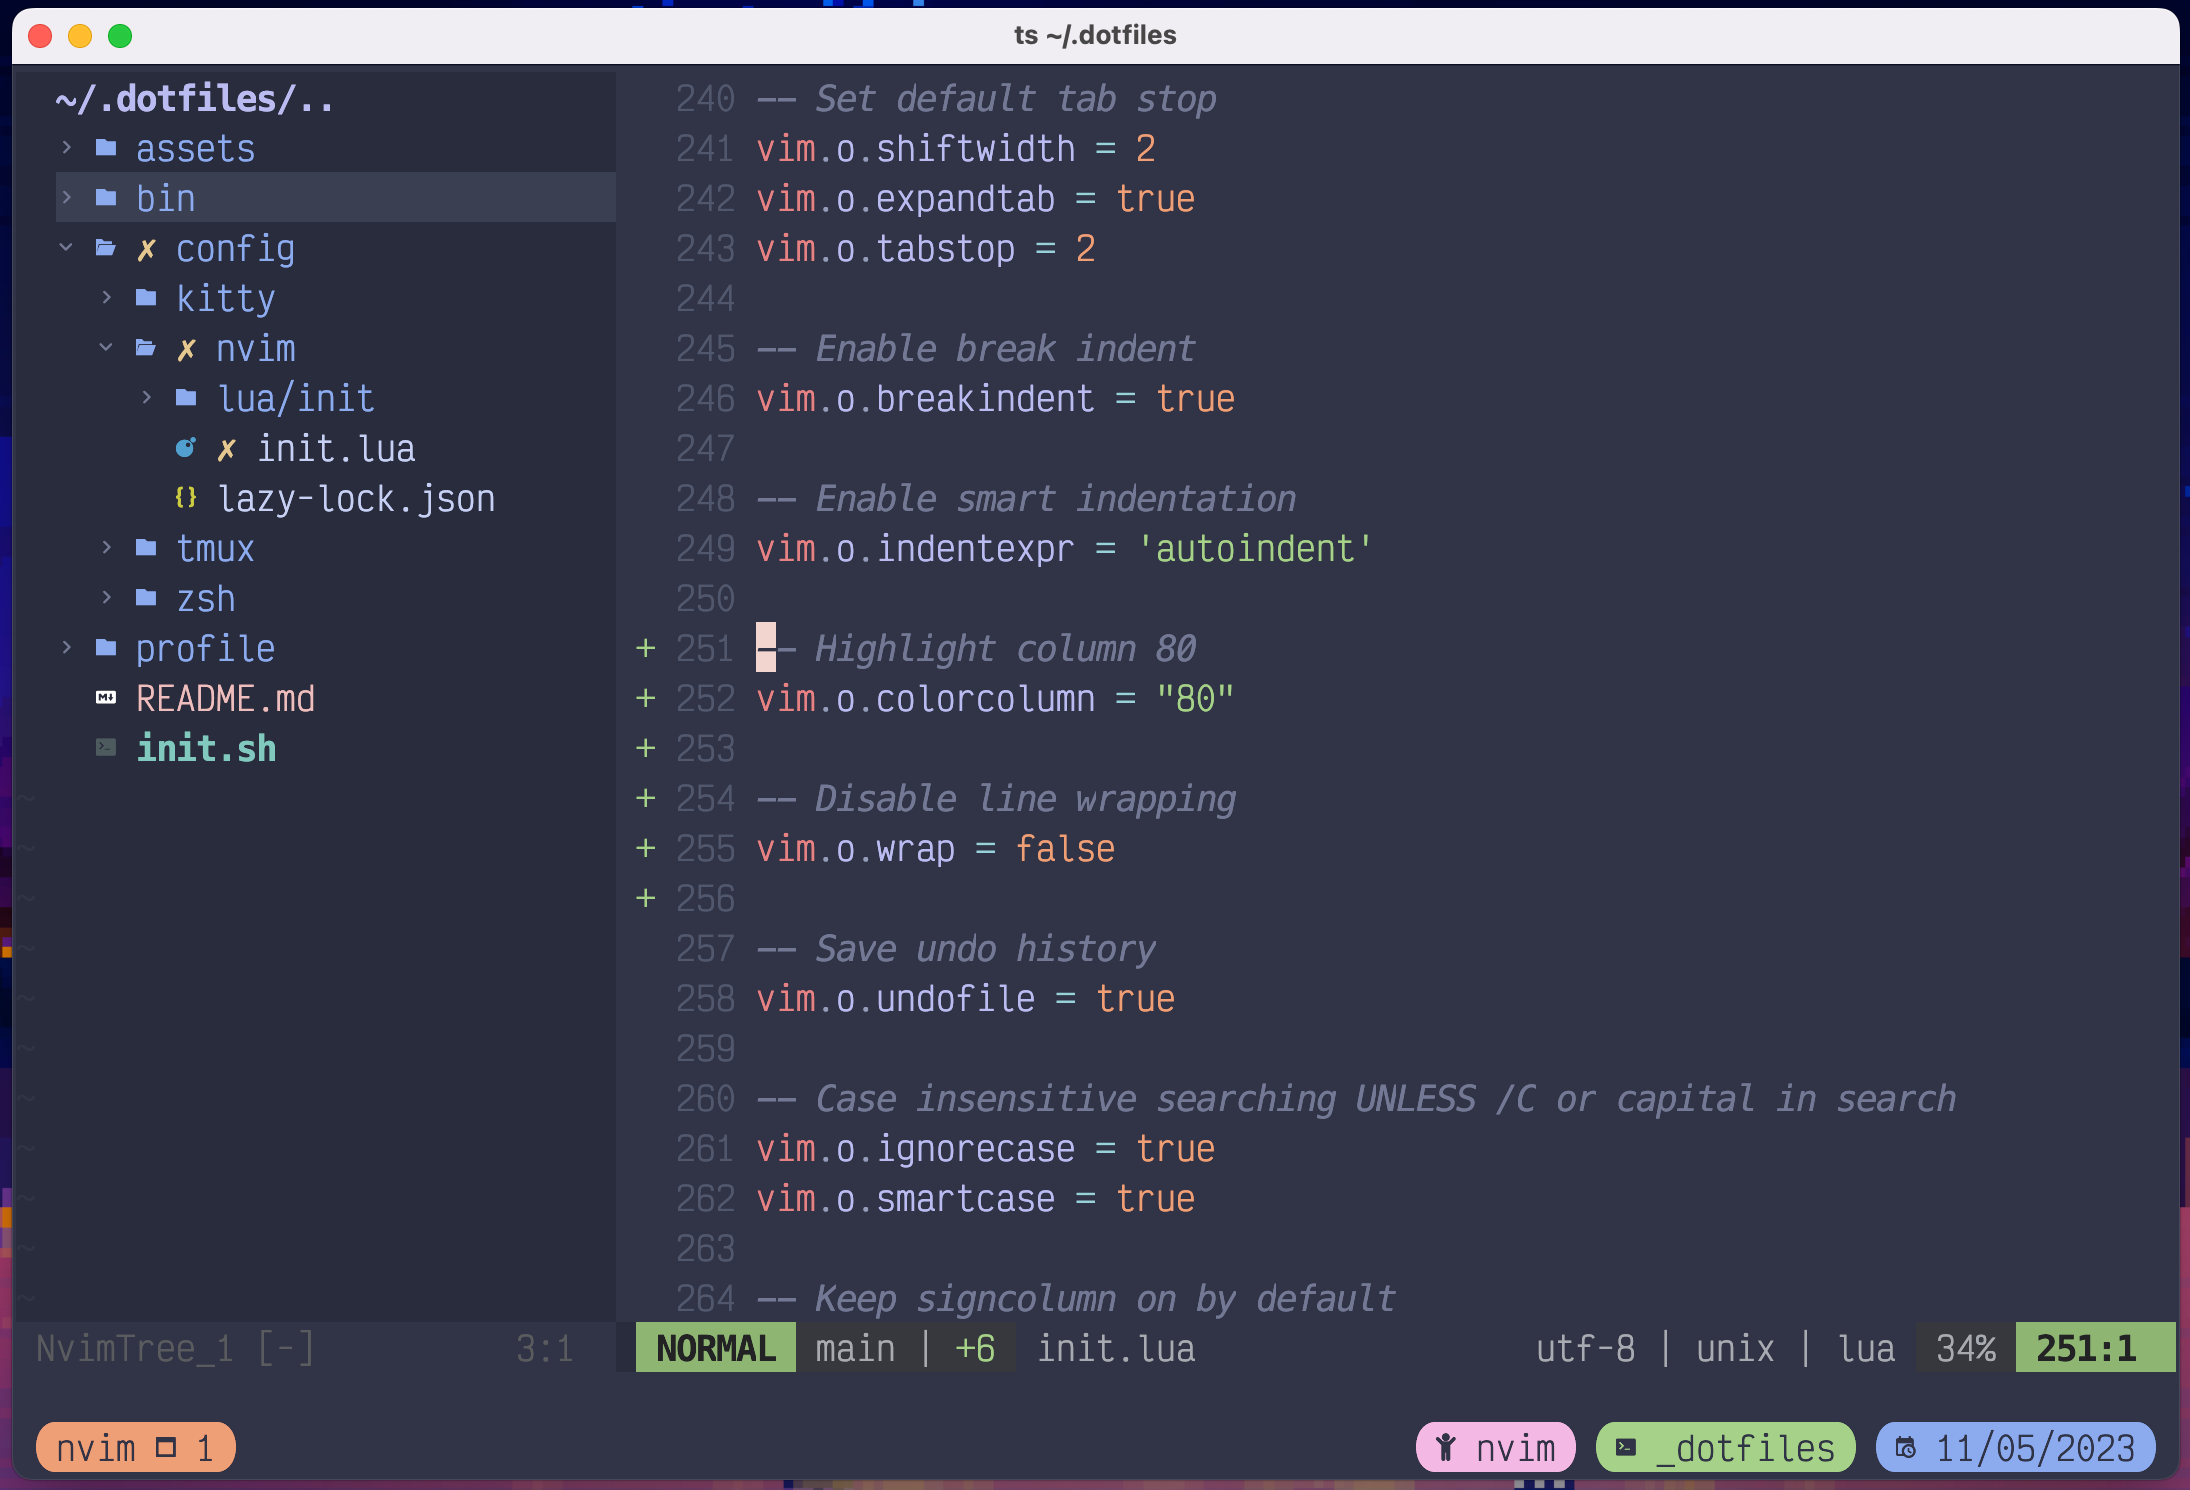 ts ~/.dotfiles
~/.dotfiles/..
assets
bin
✗ config
kitty
✗ nvim
lua/init
✗ init.lua
{} lazy-lock.json
tmux
zsh
profile
README.md
init.sh
~
~
~
~
~
~
~
~
~
~
~
NvimTree_1 [-] 3:1
240 -- Set default tab stop
241 vim.o.shiftwidth = 2
242 vim.o.expandtab = true
243 vim.o.tabstop = 2
244
245 -- Enable break indent
246 vim.o.breakindent = true
247
248 -- Enable smart indentation
249 vim.o.indentexpr = 'autoindent'
250
+ 251 -- Highlight column 80
+ 252 vim.o.colorcolumn = "80"
+ 253
+ 254 -- Disable line wrapping
+ 255 vim.o.wrap = false
+ 256
257 -- Save undo history
258 vim.o.undofile = true
259
260 -- Case insensitive searching UNLESS /C or capital in search
261 vim.o.ignorecase = true
262 vim.o.smartcase = true
263
264 -- Keep signcolumn on by default
NORMAL main | +6 init.lua utf-8 | unix | lua 34% 251:1
nvim 1 nvim _dotfiles 11/05/2023